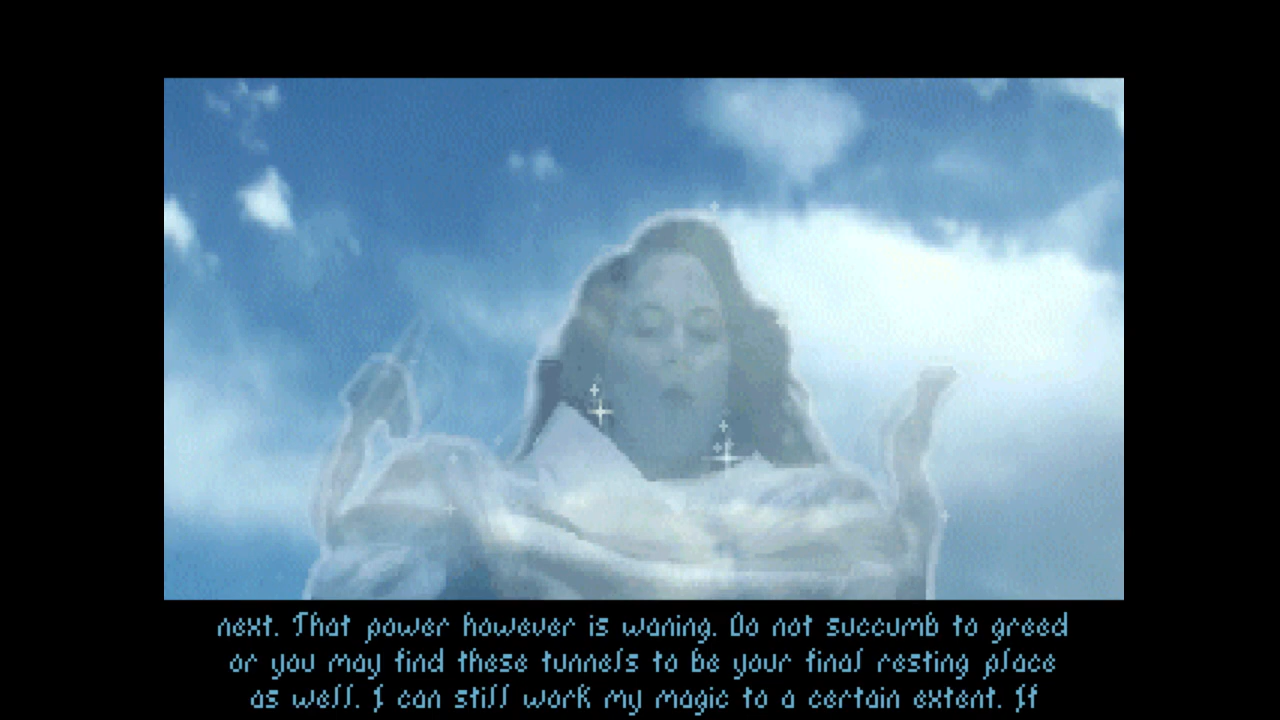 next. That power however is waning. Do not succumb to greed
or you may find these tunnels to be your final resting place
as well. I can still work my magic to a certain extent. If